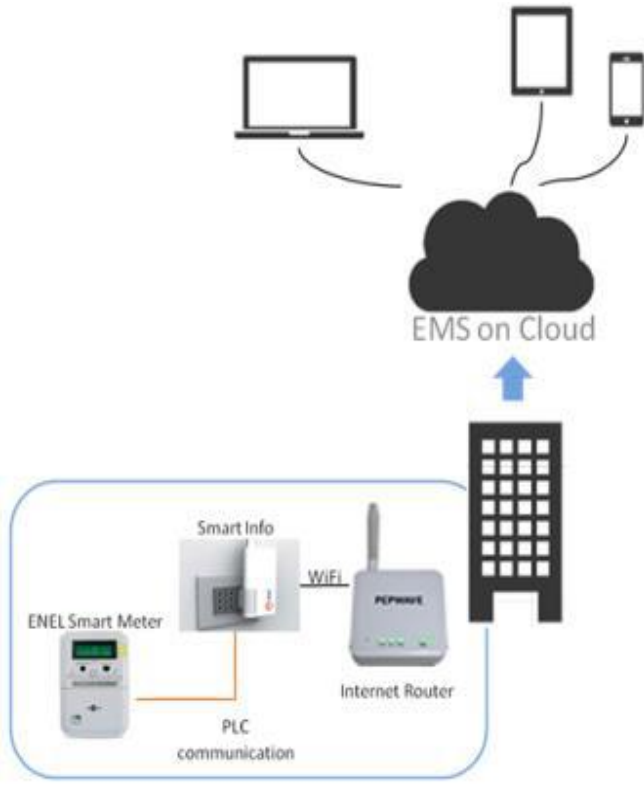 EMS on Cloud
Smart Info
WiFi
PEPWAVE
ENEL Smart Meter
Internet Router
PLC
communication